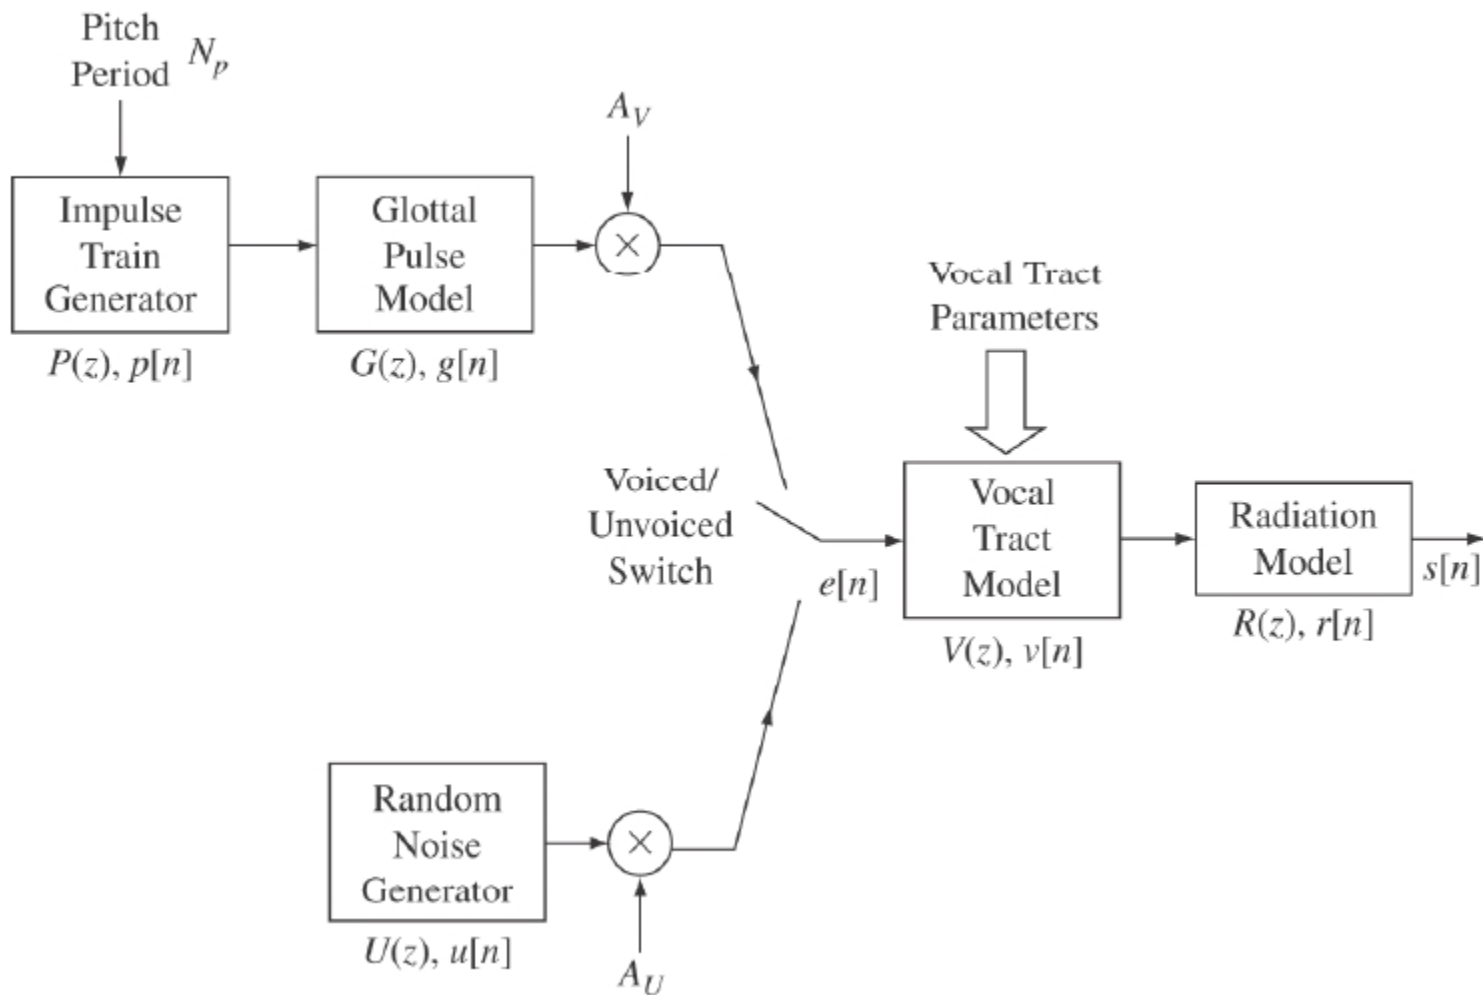 Pitch
Period
N_p
A_V
Impulse
Train
Generator
P(z), p[n]
Glottal
Pulse
Model
G(z), g[n]
×
Vocal Tract
Parameters
Voiced/
Unvoiced
Switch
e[n]
Vocal
Tract
Model
V(z), v[n]
Radiation
Model
R(z), r[n]
s[n]
Random
Noise
Generator
U(z), u[n]
×
A_U